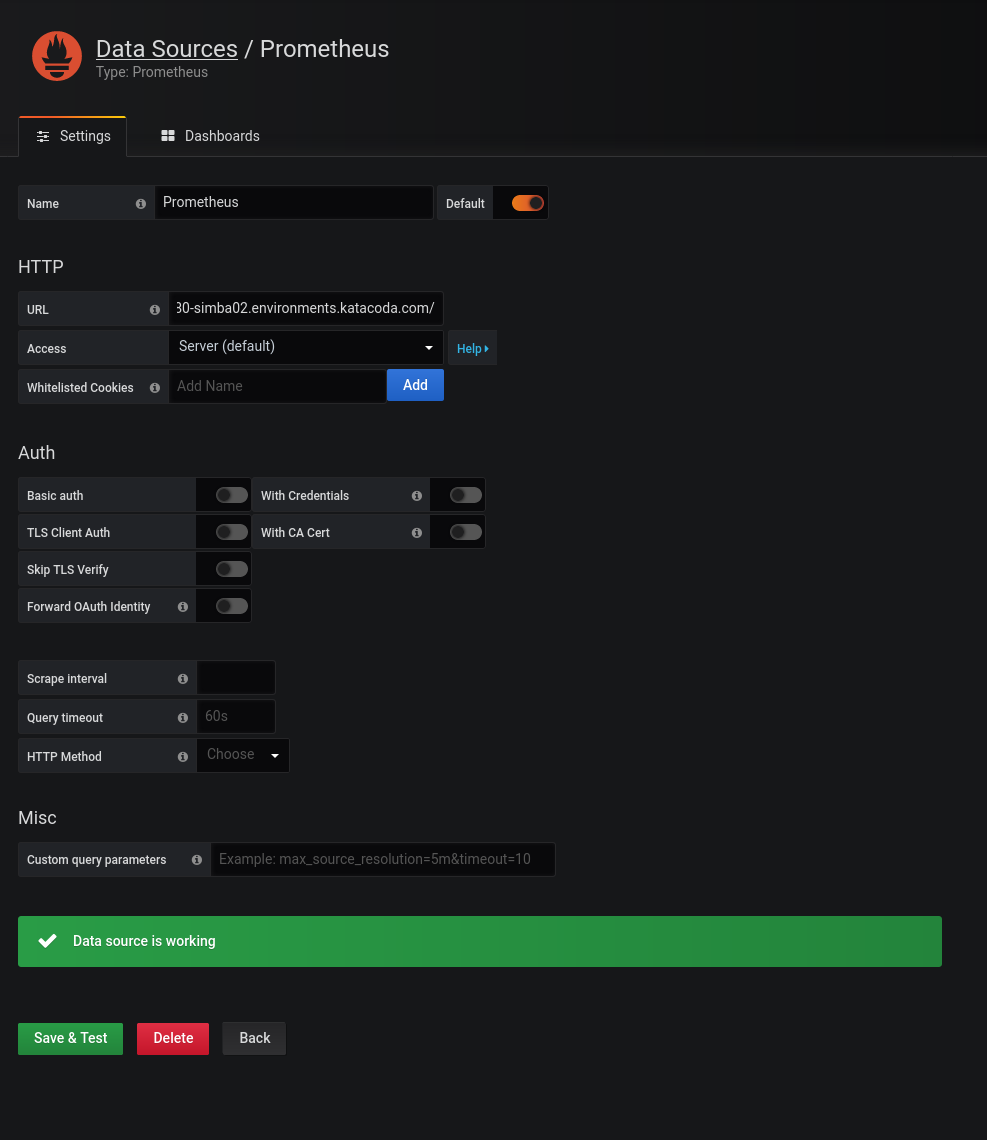 Data Sources / Prometheus
Type: Prometheus
Settings Dashboards
Name Prometheus Default
HTTP
URL 30-simba02.environments.katacoda.com/
Access Server (default) Help
Whitelisted Cookies Add Name Add
Auth
Basic auth With Credentials
TLS Client Auth With CA Cert
Skip TLS Verify
Forward OAuth Identity
Scrape interval
Query timeout 60s
HTTP Method Choose
Misc
Custom query parameters Example: max_source_resolution=5m&timeout=10
Data source is working
Save & Test Delete Back